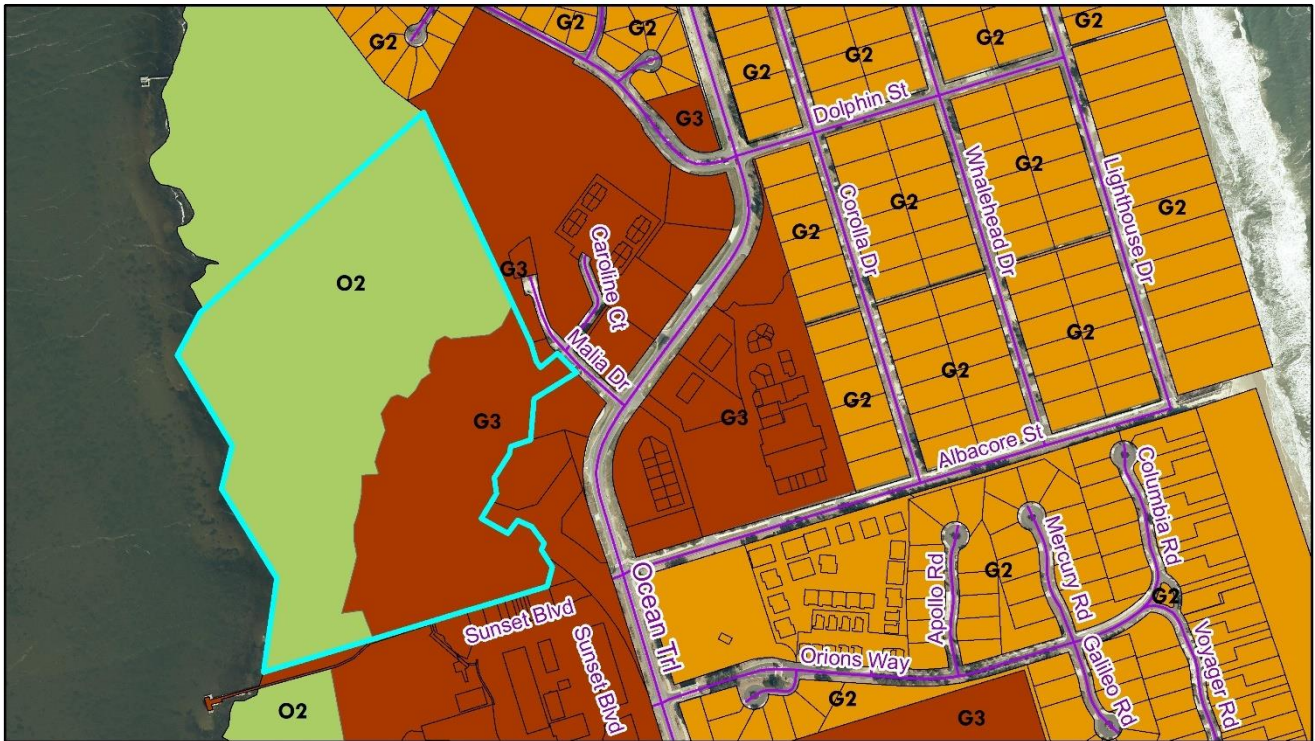 G2
G2
G2
G2
G2
G2
G3
Dolphin St
G2
G2
Lighthouse Dr
Whalehead Dr
G2
G2
Corolla Dr
G2
Caroline Ct
G3
O2
Malia Dr
G2
G2
G2
G3
G3
Albacore St
Columbia Rd
Mercury Rd
Apollo Rd
G2
G2
Ocean Trl
Sunset Blvd
Sunset Blvd
Orions Way
Galileo Rd
Voyager Rd
G2
O2
G3